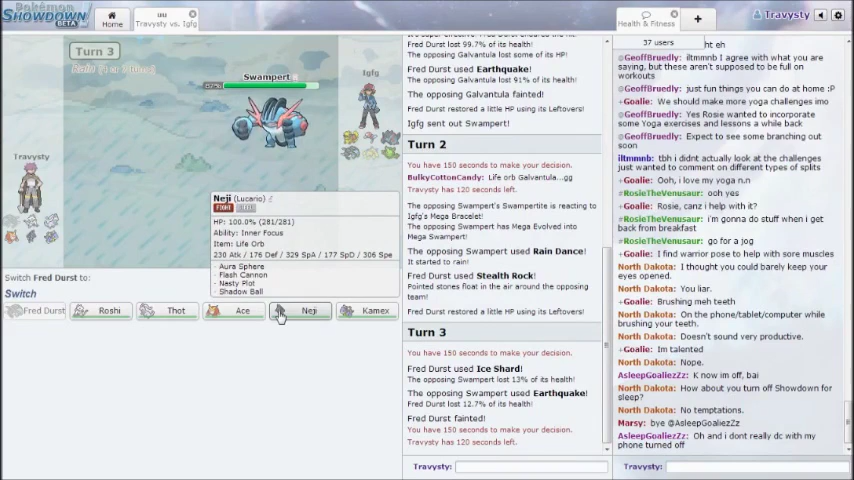 Pokémon
SHOWDOWN
BETA
Home
Travysty vs. Igfg
Health & Fitness
Travysty
Turn 3
Swampert
Igfg
Travysty
Neji (Lucario)
FIGHT STEEL
HP: 100.0% (281/281)
Ability: Inner Focus
Item: Life Orb
230 Atk / 176 Def / 329 SpA / 177 SpD / 306 Spe
- Aura Sphere
- Flash Cannon
- Nasty Plot
- Shadow Ball
Switch Fred Durst to:
Switch
Fred Durst
Roshi
Thot
Ace
Neji
Kamex
Fred Durst lost 99.7% of its health!
The opposing Galvantula lost some of its HP!
Fred Durst used Earthquake!
The opposing Galvantula lost 91% of its health!
The opposing Galvantula fainted!
Fred Durst restored a little HP using its Leftovers!
Igfg sent out Swampert!
Turn 2
You have 150 seconds to make your decision.
BulkyCottonCandy: Life orb Galvantula...gg
Travysty has 120 seconds left.
The opposing Swampert's Swampertite is reacting to
Igfg's Mega Bracelet!
The opposing Swampert has Mega Evolved into
Mega Swampert!
The opposing Swampert used Rain Dance!
It started to rain!
Fred Durst used Stealth Rock!
Pointed stones float in the air around the opposing
team!
Fred Durst restored a little HP using its Leftovers!
Turn 3
You have 150 seconds to make your decision.
Fred Durst used Ice Shard!
The opposing Swampert lost 13% of its health!
The opposing Swampert used Earthquake!
Fred Durst lost 12.7% of its health!
Fred Durst fainted!
You have 150 seconds to make your decision.
Travysty has 120 seconds left.
Travysty:
37 users
ht eh
@GeoffBruedly: iltmnnb I agree with what you are
saying, but these aren't supposed to be full on
workouts
@GeoffBruedly: just fun things you can do at home :P
+Goalie: We should make more yoga challenges imo
@GeoffBruedly: Yes Rosie wanted to incorporate
some Yoga exercises and lessons a while back
@GeoffBruedly: Expect to see some branching out
soon
iltmnnb: tbh i didnt actually look at the challenges
just wanted to comment on different types of splits
+Goalie: Ooh, i love my yoga n.n
#RosieTheVenusaur: ooh yes
+Goalie: Rosie, canz i help with it?
#RosieTheVenusaur: i'm gonna do stuff when i get
back from breakfast
#RosieTheVenusaur: go for a jog
+Goalie: I find warrior pose to help with sore muscles
North Dakota: I thought you could barely keep your
eyes opened.
North Dakota: You liar.
+Goalie: Brushing meh teeth
North Dakota: On the phone/tablet/computer while
brushing your teeth.
North Dakota: Doesn't sound very productive.
+Goalie: Im talented
North Dakota: Nope.
AsleepGoaliezZz: K now im off, bai
North Dakota: How about you turn off Showdown for
sleep?
North Dakota: No temptations.
Marsy: bye @AsleepGoaliezZz
AsleepGoaliezZz: Oh and i dont really dc with my
phone turned off
Travysty: